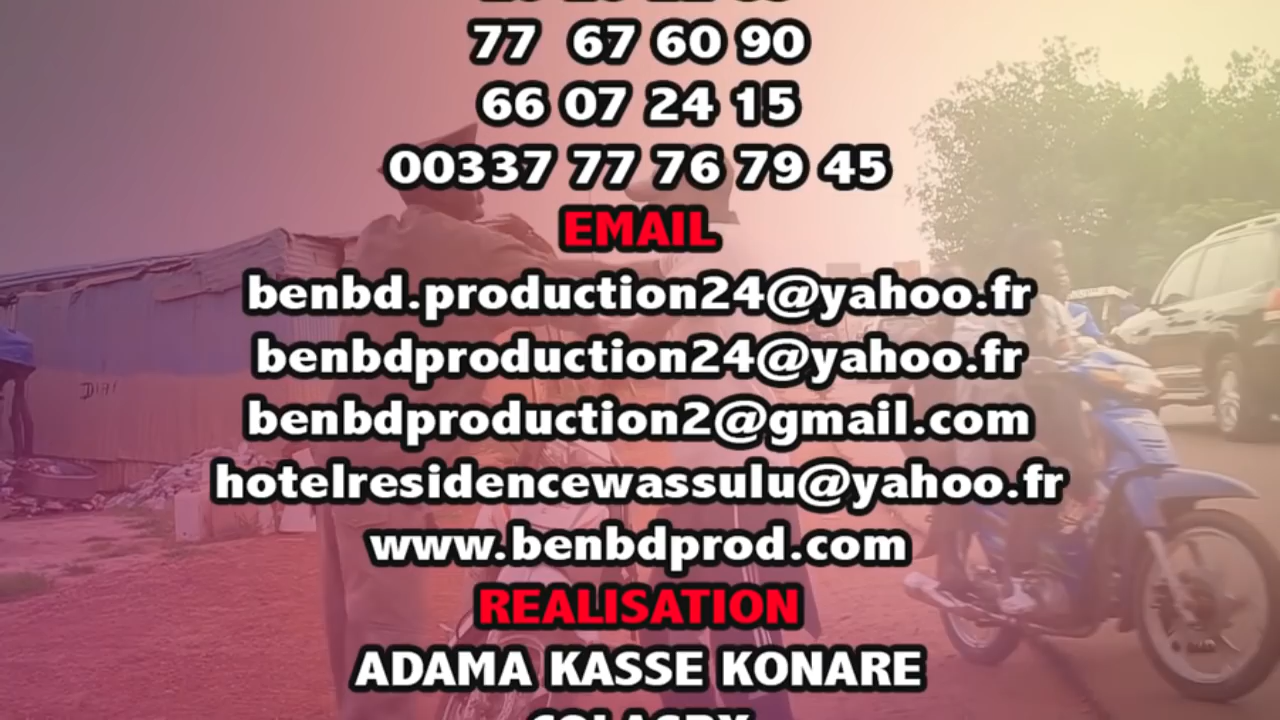 77 67 60 90
66 07 24 15
00337 77 76 79 45
EMAIL
benbd.production24@yahoo.fr
benbdproduction24@yahoo.fr
benbdproduction2@gmail.com
hotelresidencewassulu@yahoo.fr
www.benbdprod.com
REALISATION
ADAMA KASSE KONARE